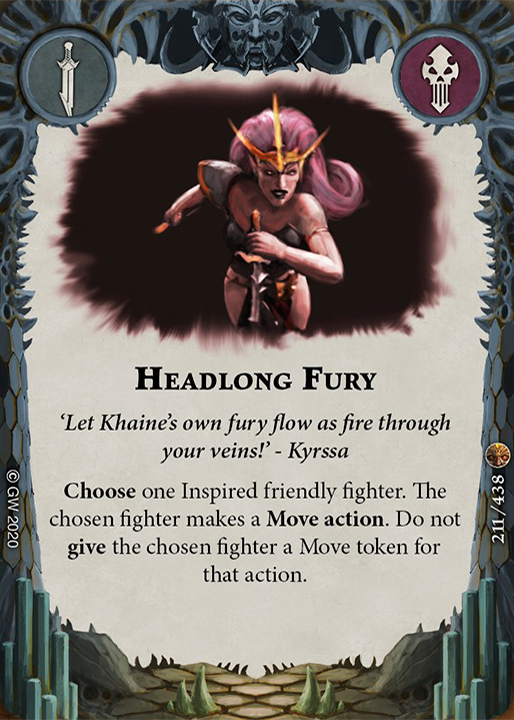 Headlong Fury
‘Let Khaine’s own fury flow as fire through
your veins!’ - Kyrssa
Choose one Inspired friendly fighter. The
chosen fighter makes a Move action. Do not
give the chosen fighter a Move token for
that action.
© GW 2020
211/438